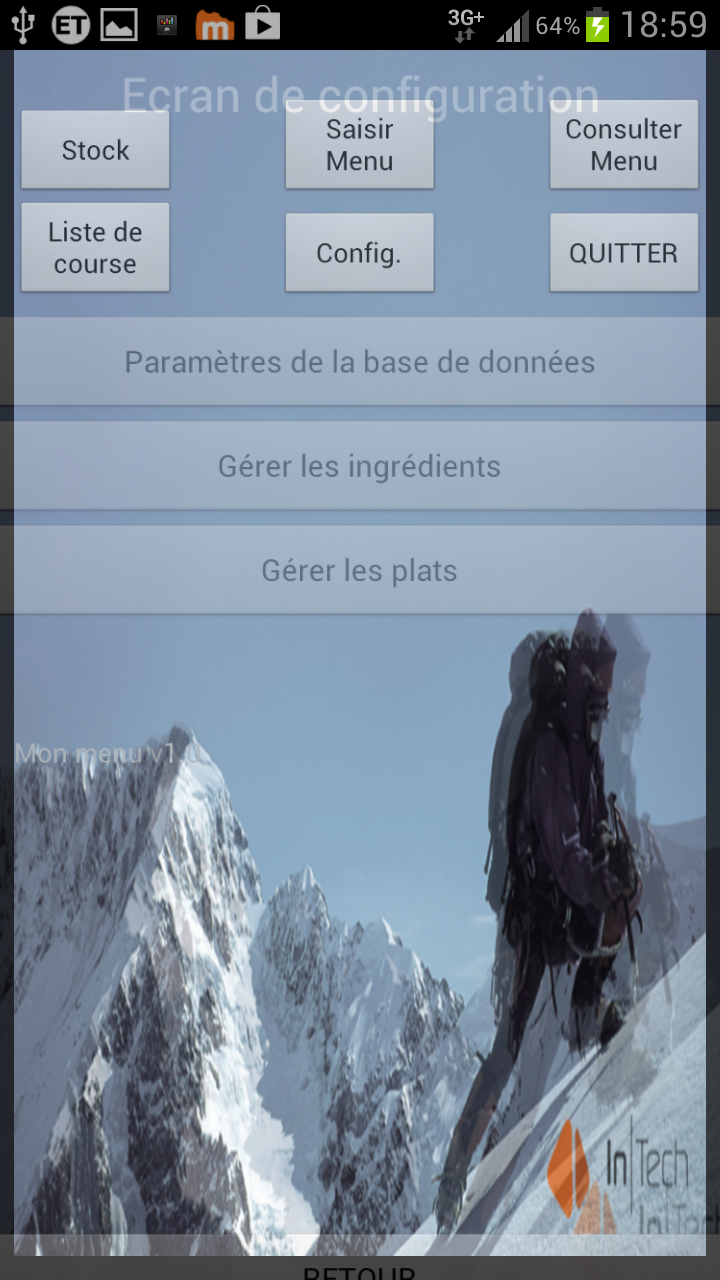 ET
m
3G+
64%
18:59
Ecran de configuration
Stock
Saisir
Menu
Consulter
Menu
Liste de
course
Config.
QUITTER
Paramètres de la base de données
Gérer les ingrédients
Gérer les plats
Mon menu v1.0
In|Tech
In|Tech
RETOUR